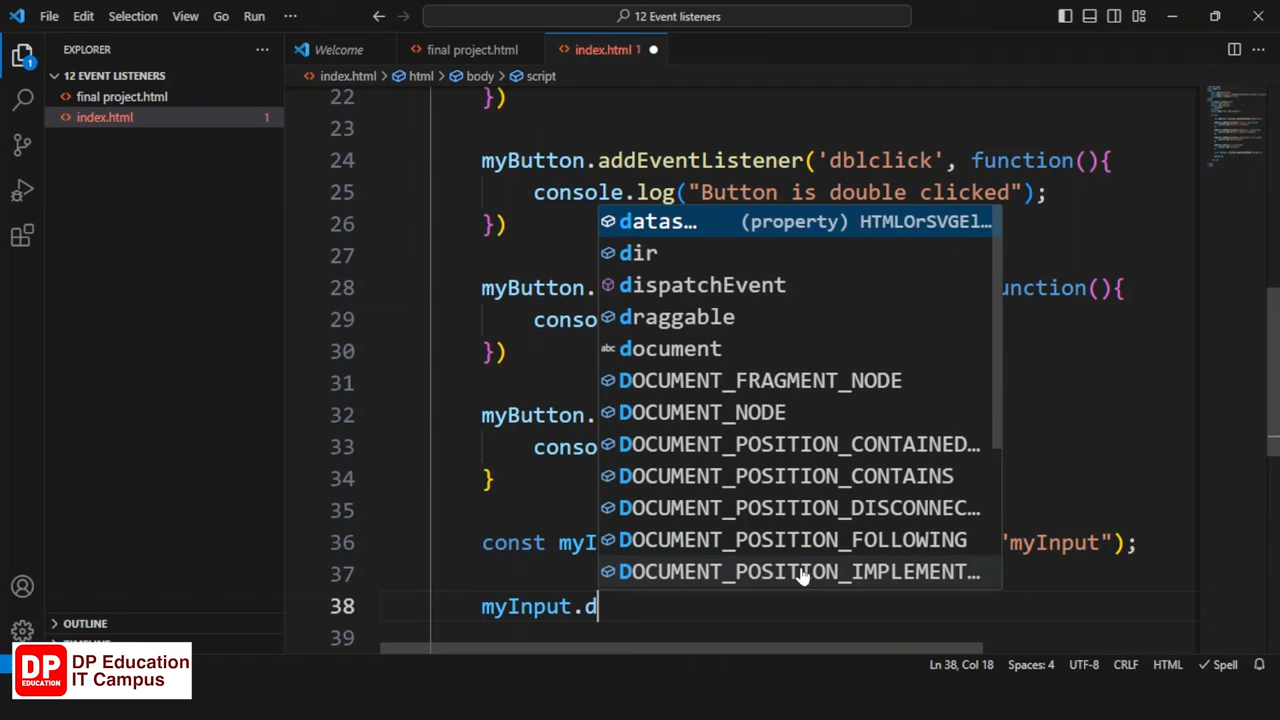 File Edit Selection View Go Run ··· 12 Event listeners
EXPLORER ···
Welcome final project.html index.html 1
12 EVENT LISTENERS
index.html > html > body > script
final project.html
index.html 1
22 })
23
24 myButton.addEventListener('dblclick', function(){
25 console.log("Button is double clicked");
26 })
27
28 myButton. unction(){
29 conso
30 })
31
32 myButton.
33 conso
34 }
35
36 const myI 'myInput");
37
38 myInput.d
39
datas... (property) HTMLOrSVGEl...
dir
dispatchEvent
draggable
document
DOCUMENT_FRAGMENT_NODE
DOCUMENT_NODE
DOCUMENT_POSITION_CONTAINED...
DOCUMENT_POSITION_CONTAINS
DOCUMENT_POSITION_DISCONNEC...
DOCUMENT_POSITION_FOLLOWING
DOCUMENT_POSITION_IMPLEMENT...
OUTLINE
Ln 38, Col 18 Spaces: 4 UTF-8 CRLF HTML Spell
DP EDUCATION
DP Education
IT Campus